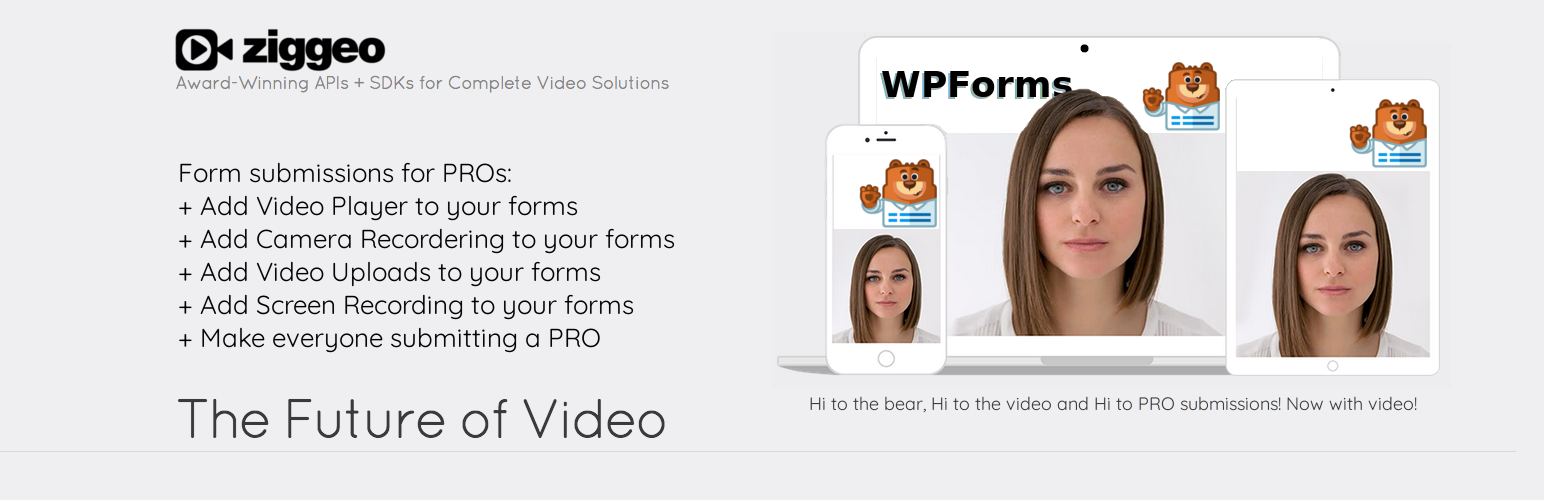 ziggeo
Award-Winning APIs + SDKs for Complete Video Solutions
Form submissions for PROs:
+ Add Video Player to your forms
+ Add Camera Recordering to your forms
+ Add Video Uploads to your forms
+ Add Screen Recording to your forms
+ Make everyone submitting a PRO
The Future of Video
WPForms
Hi to the bear, Hi to the video and Hi to PRO submissions! Now with video!